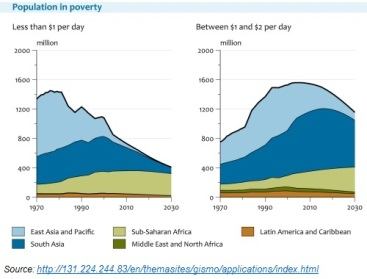 Population in poverty
Less than $1 per day
Between $1 and $2 per day
million
million
2000
2000
1600
1600
1200
1200
800
800
400
400
0
0
1970 1990 2010 2030
1970 1990 2010 2030
East Asia and Pacific
Sub-Saharan Africa
Latin America and Caribbean
South Asia
Middle East and North Africa
Source: http://131.224.244.83/en/themasites/gismo/applications/index.html